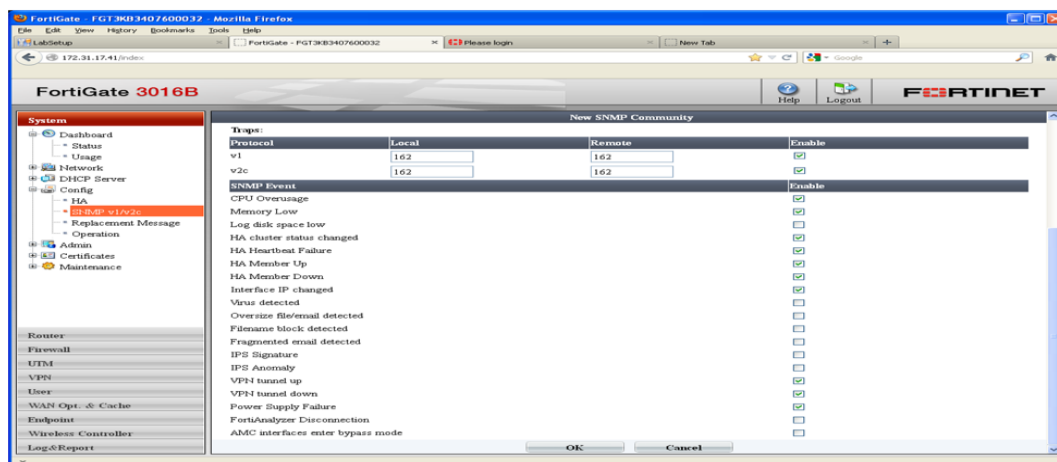 FortiGate - FGT3KB3407600032 - Mozilla Firefox
File Edit View History Bookmarks Tools Help
LabSetup
FortiGate - FGT3KB3407600032
Please login
New Tab
172.31.17.41/index
Google
FortiGate 3016B
Help
Logout
FORTINET
System
Dashboard
Status
Usage
Network
DHCP Server
Config
HA
SNMP v1/v2c
Replacement Message
Operation
Admin
Certificates
Maintenance
Router
Firewall
UTM
VPN
User
WAN Opt. & Cache
Endpoint
Wireless Controller
Log&Report
New SNMP Community
Traps:
Protocol Local Remote Enable
v1 162 162
v2c 162 162
SNMP Event Enable
CPU Overusage
Memory Low
Log disk space low
HA cluster status changed
HA Heartbeat Failure
HA Member Up
HA Member Down
Interface IP changed
Virus detected
Oversize file/email detected
Filename block detected
Fragmented email detected
IPS Signature
IPS Anomaly
VPN tunnel up
VPN tunnel down
Power Supply Failure
FortiAnalyzer Disconnection
AMC interfaces enter bypass mode
OK Cancel